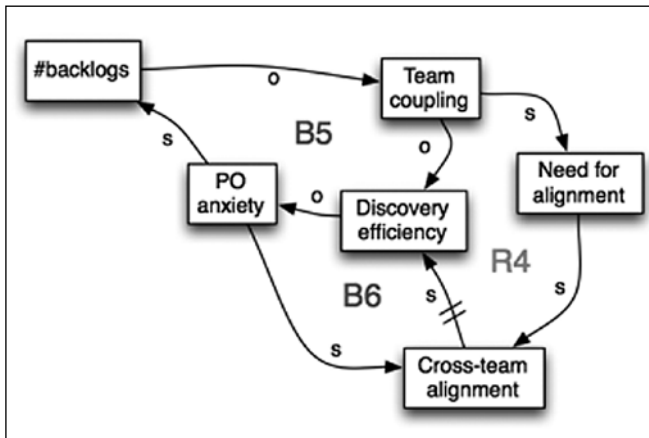 #backlogs
o
Team
coupling
s
B5
s
o
Need for
alignment
PO
anxiety
o
Discovery
efficiency
R4
B6
s
s
s
Cross-team
alignment